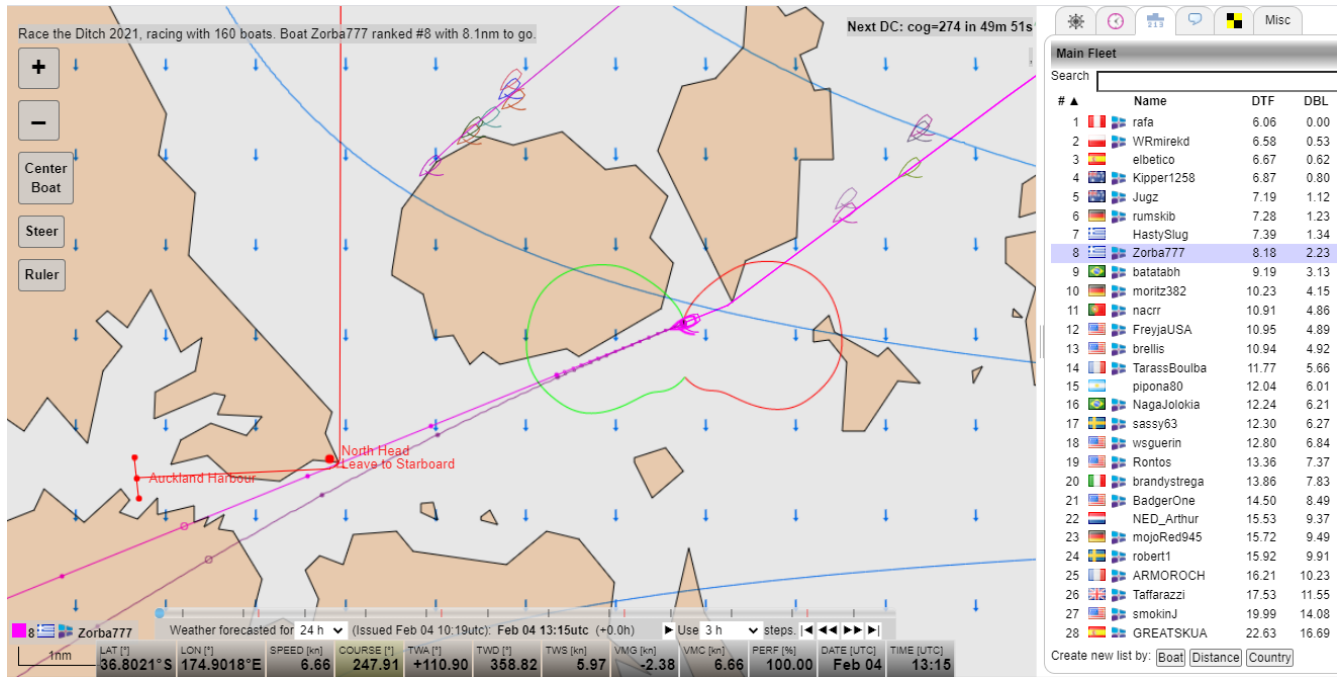 Race the Ditch 2021, racing with 160 boats. Boat Zorba777 ranked #8 with 8.1nm to go.
Next DC: cog=274 in 49m 51s
+
−
Center
Boat
Steer
Ruler
North Head
Leave to Starboard
Auckland Harbour
8 Zorba777
1nm
Weather forecasted for 24 h (Issued Feb 04 10:19utc): Feb 04 13:15utc (+0.0h) Use 3 h steps.
LAT [°] LON [°] SPEED [kn] COURSE [°] TWA [°] TWD [°] TWS [kn] VMG [kn] VMC [kn] PERF [%] DATE [UTC] TIME [UTC]
36.8021°S 174.9018°E 6.66 247.91 +110.90 358.82 5.97 -2.38 6.66 100.00 Feb 04 13:15
Misc
Main Fleet
Search
# ▲ Name DTF DBL
1 rafa 6.06 0.00
2 WRmirekd 6.58 0.53
3 elbetico 6.67 0.62
4 Kipper1258 6.87 0.80
5 Jugz 7.19 1.12
6 rumskib 7.28 1.23
7 HastySlug 7.39 1.34
8 Zorba777 8.18 2.23
9 batatabh 9.19 3.13
10 moritz382 10.23 4.15
11 nacrr 10.91 4.86
12 FreyjaUSA 10.95 4.89
13 brellis 10.94 4.92
14 TarassBoulba 11.77 5.66
15 pipona80 12.04 6.01
16 NagaJolokia 12.24 6.21
17 sassy63 12.30 6.27
18 wsguerin 12.80 6.84
19 Rontos 13.36 7.37
20 brandystrega 13.86 7.83
21 BadgerOne 14.50 8.49
22 NED_Arthur 15.53 9.37
23 mojoRed945 15.72 9.49
24 robert1 15.92 9.91
25 ARMOROCH 16.21 10.23
26 Taffarazzi 17.53 11.55
27 smokinJ 19.99 14.08
28 GREATSKUA 22.63 16.69
Create new list by: Boat Distance Country